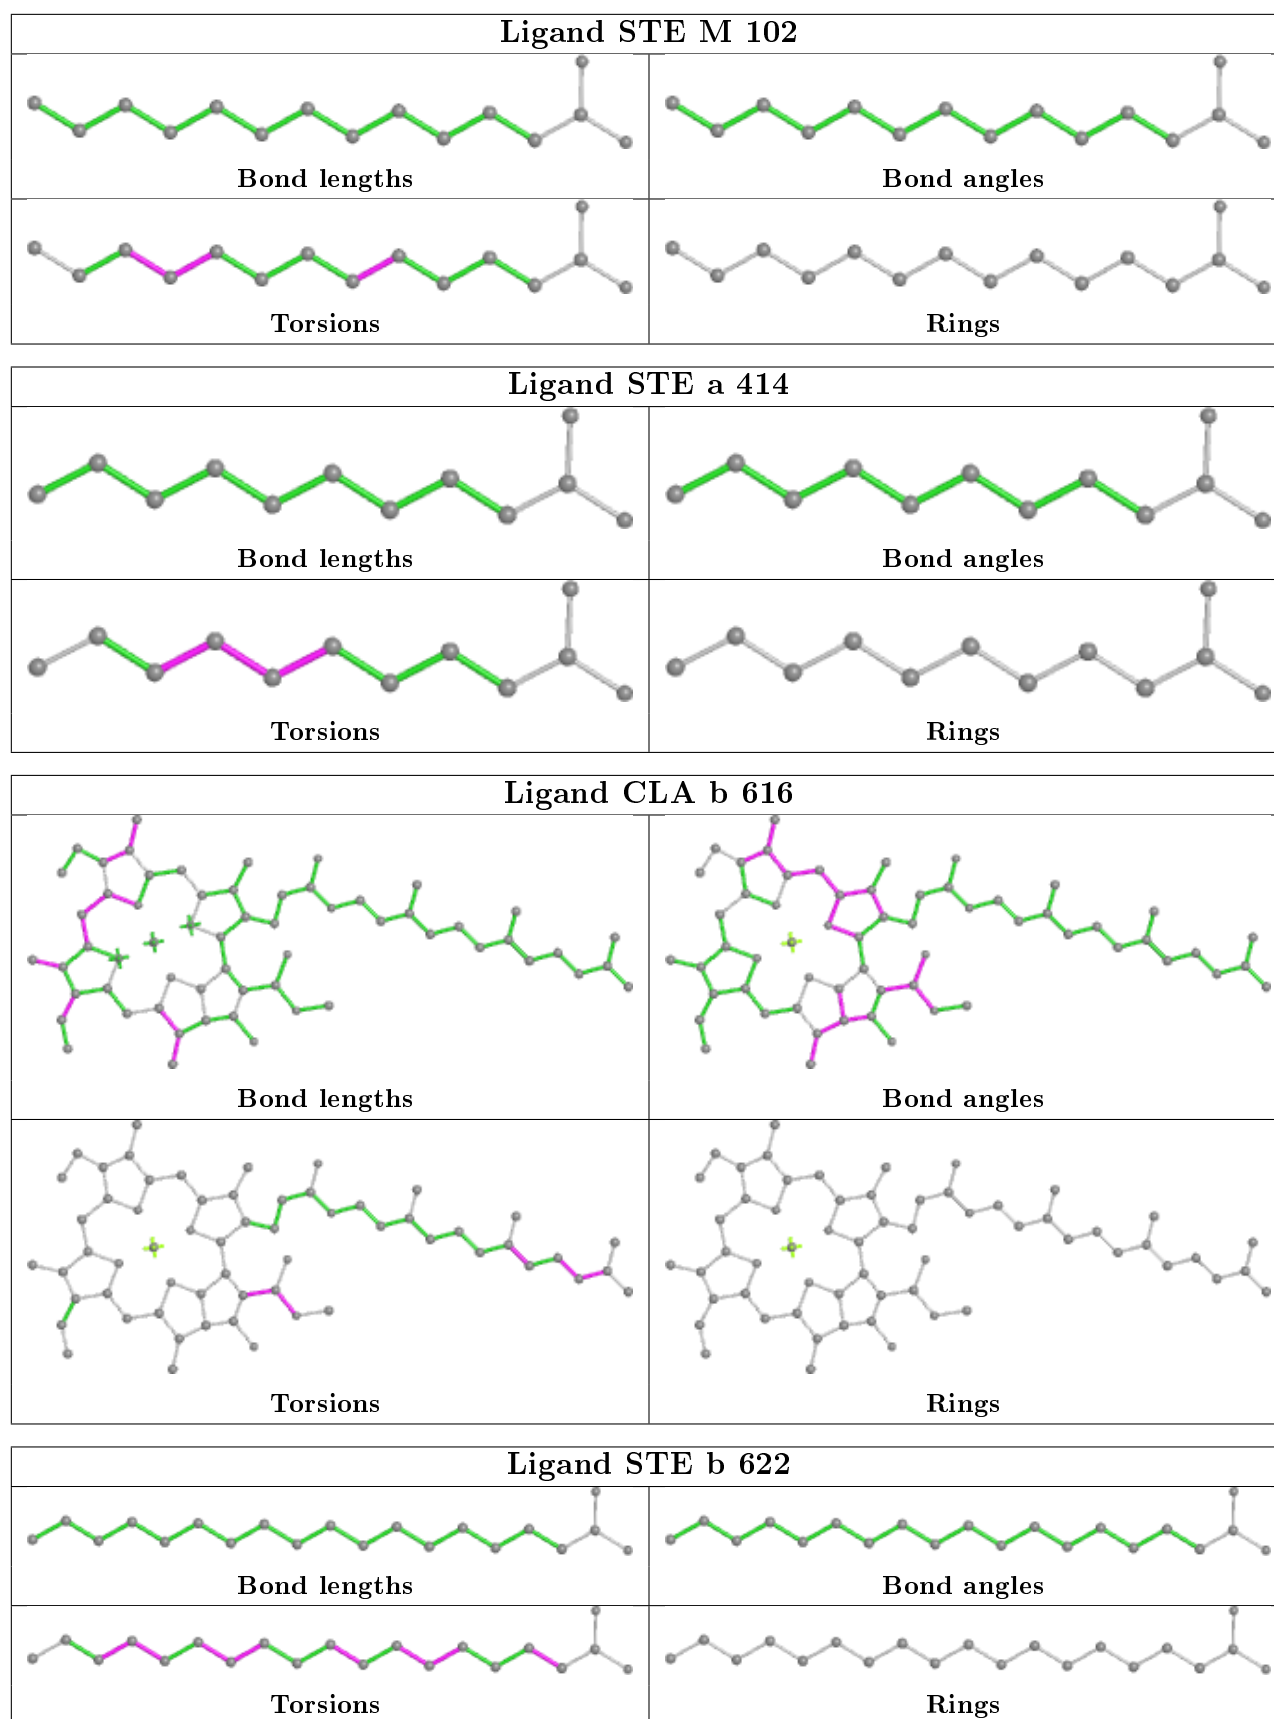 Ligand STE M 102
Bond lengths
Bond angles
Torsions
Rings
Ligand STE a 414
Bond lengths
Bond angles
Torsions
Rings
Ligand CLA b 616
Bond lengths
Bond angles
Torsions
Rings
Ligand STE b 622
Bond lengths
Bond angles
Torsions
Rings